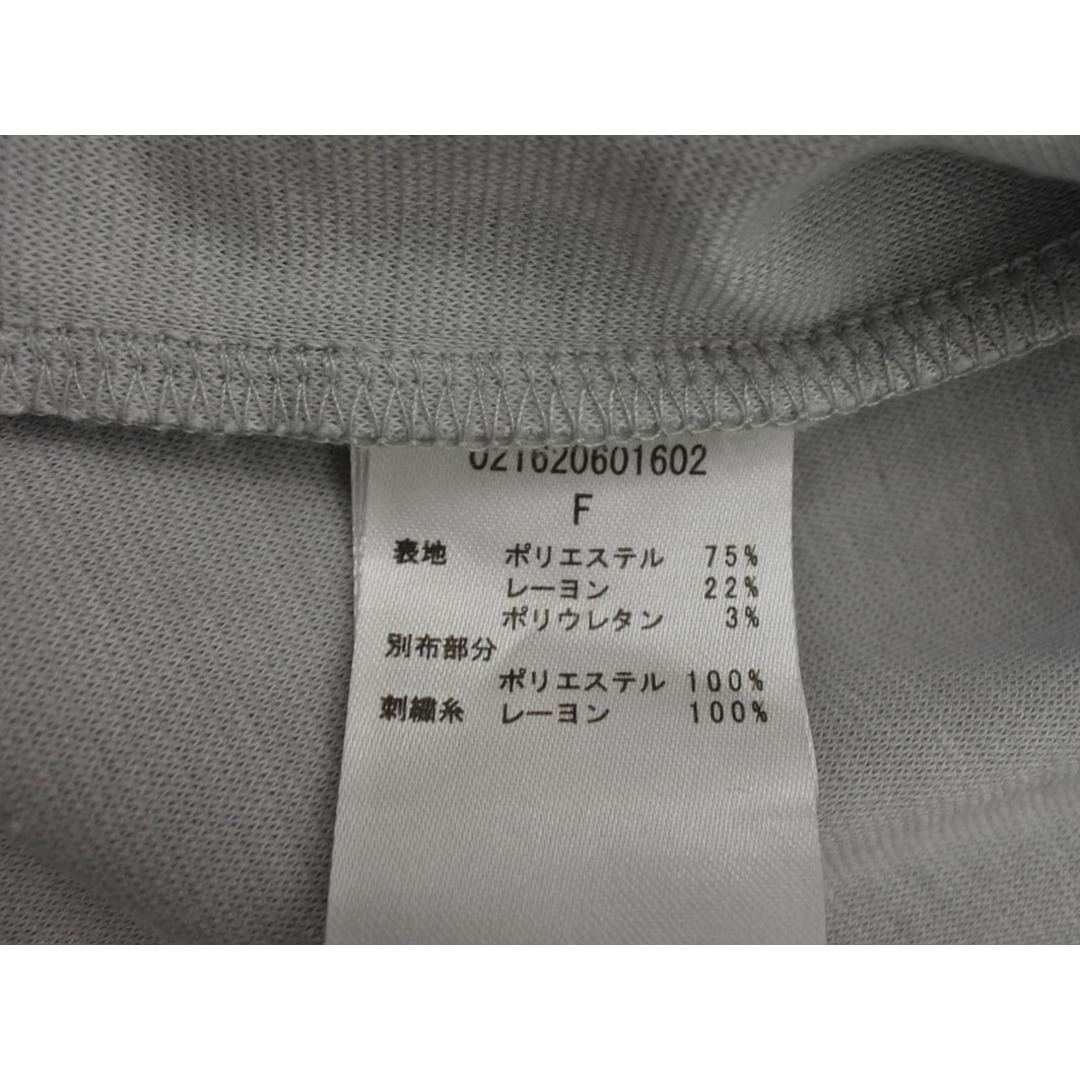 021620601602
F
表地 ポリエステル 75%
レーヨン 22%
ポリウレタン 3%
別布部分
ポリエステル 100%
刺繍糸 レーヨン 100%